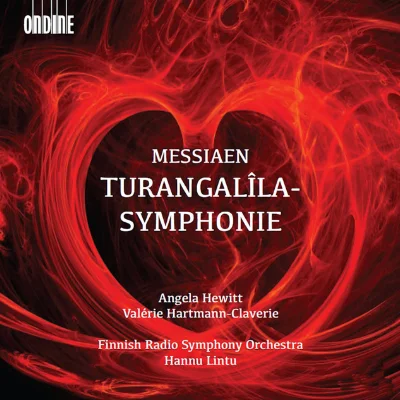 ONDINE
MESSIAEN
TURANGALÎLA-
SYMPHONIE
Angela Hewitt
Valérie Hartmann-Claverie
Finnish Radio Symphony Orchestra
Hannu Lintu